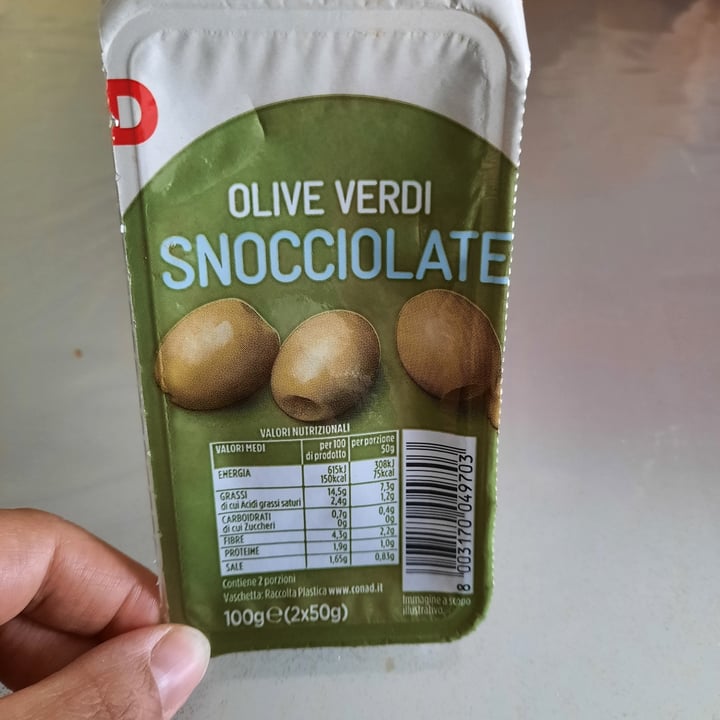 D
OLIVE VERDI
SNOCCIOLATE
VALORI NUTRIZIONALI
VALORI MEDI per 100 di prodotto per porzione 50g
ENERGIA 615kJ 150kcal 308kJ 75kcal
GRASSI 14,5g 7,3g
di cui Acidi grassi saturi 2,4g 1,2g
CARBOIDRATI 0,7g 0,4g
di cui Zuccheri 0g 0g
FIBRE 4,3g 2,2g
PROTEINE 1,9g 1,0g
SALE 1,65g 0,83g
Contiene 2 porzioni
Vaschetta: Raccolta Plastica www.conad.it
100g℮(2x50g)
8 003170 049703
Immagine a scopo
illustrativo.